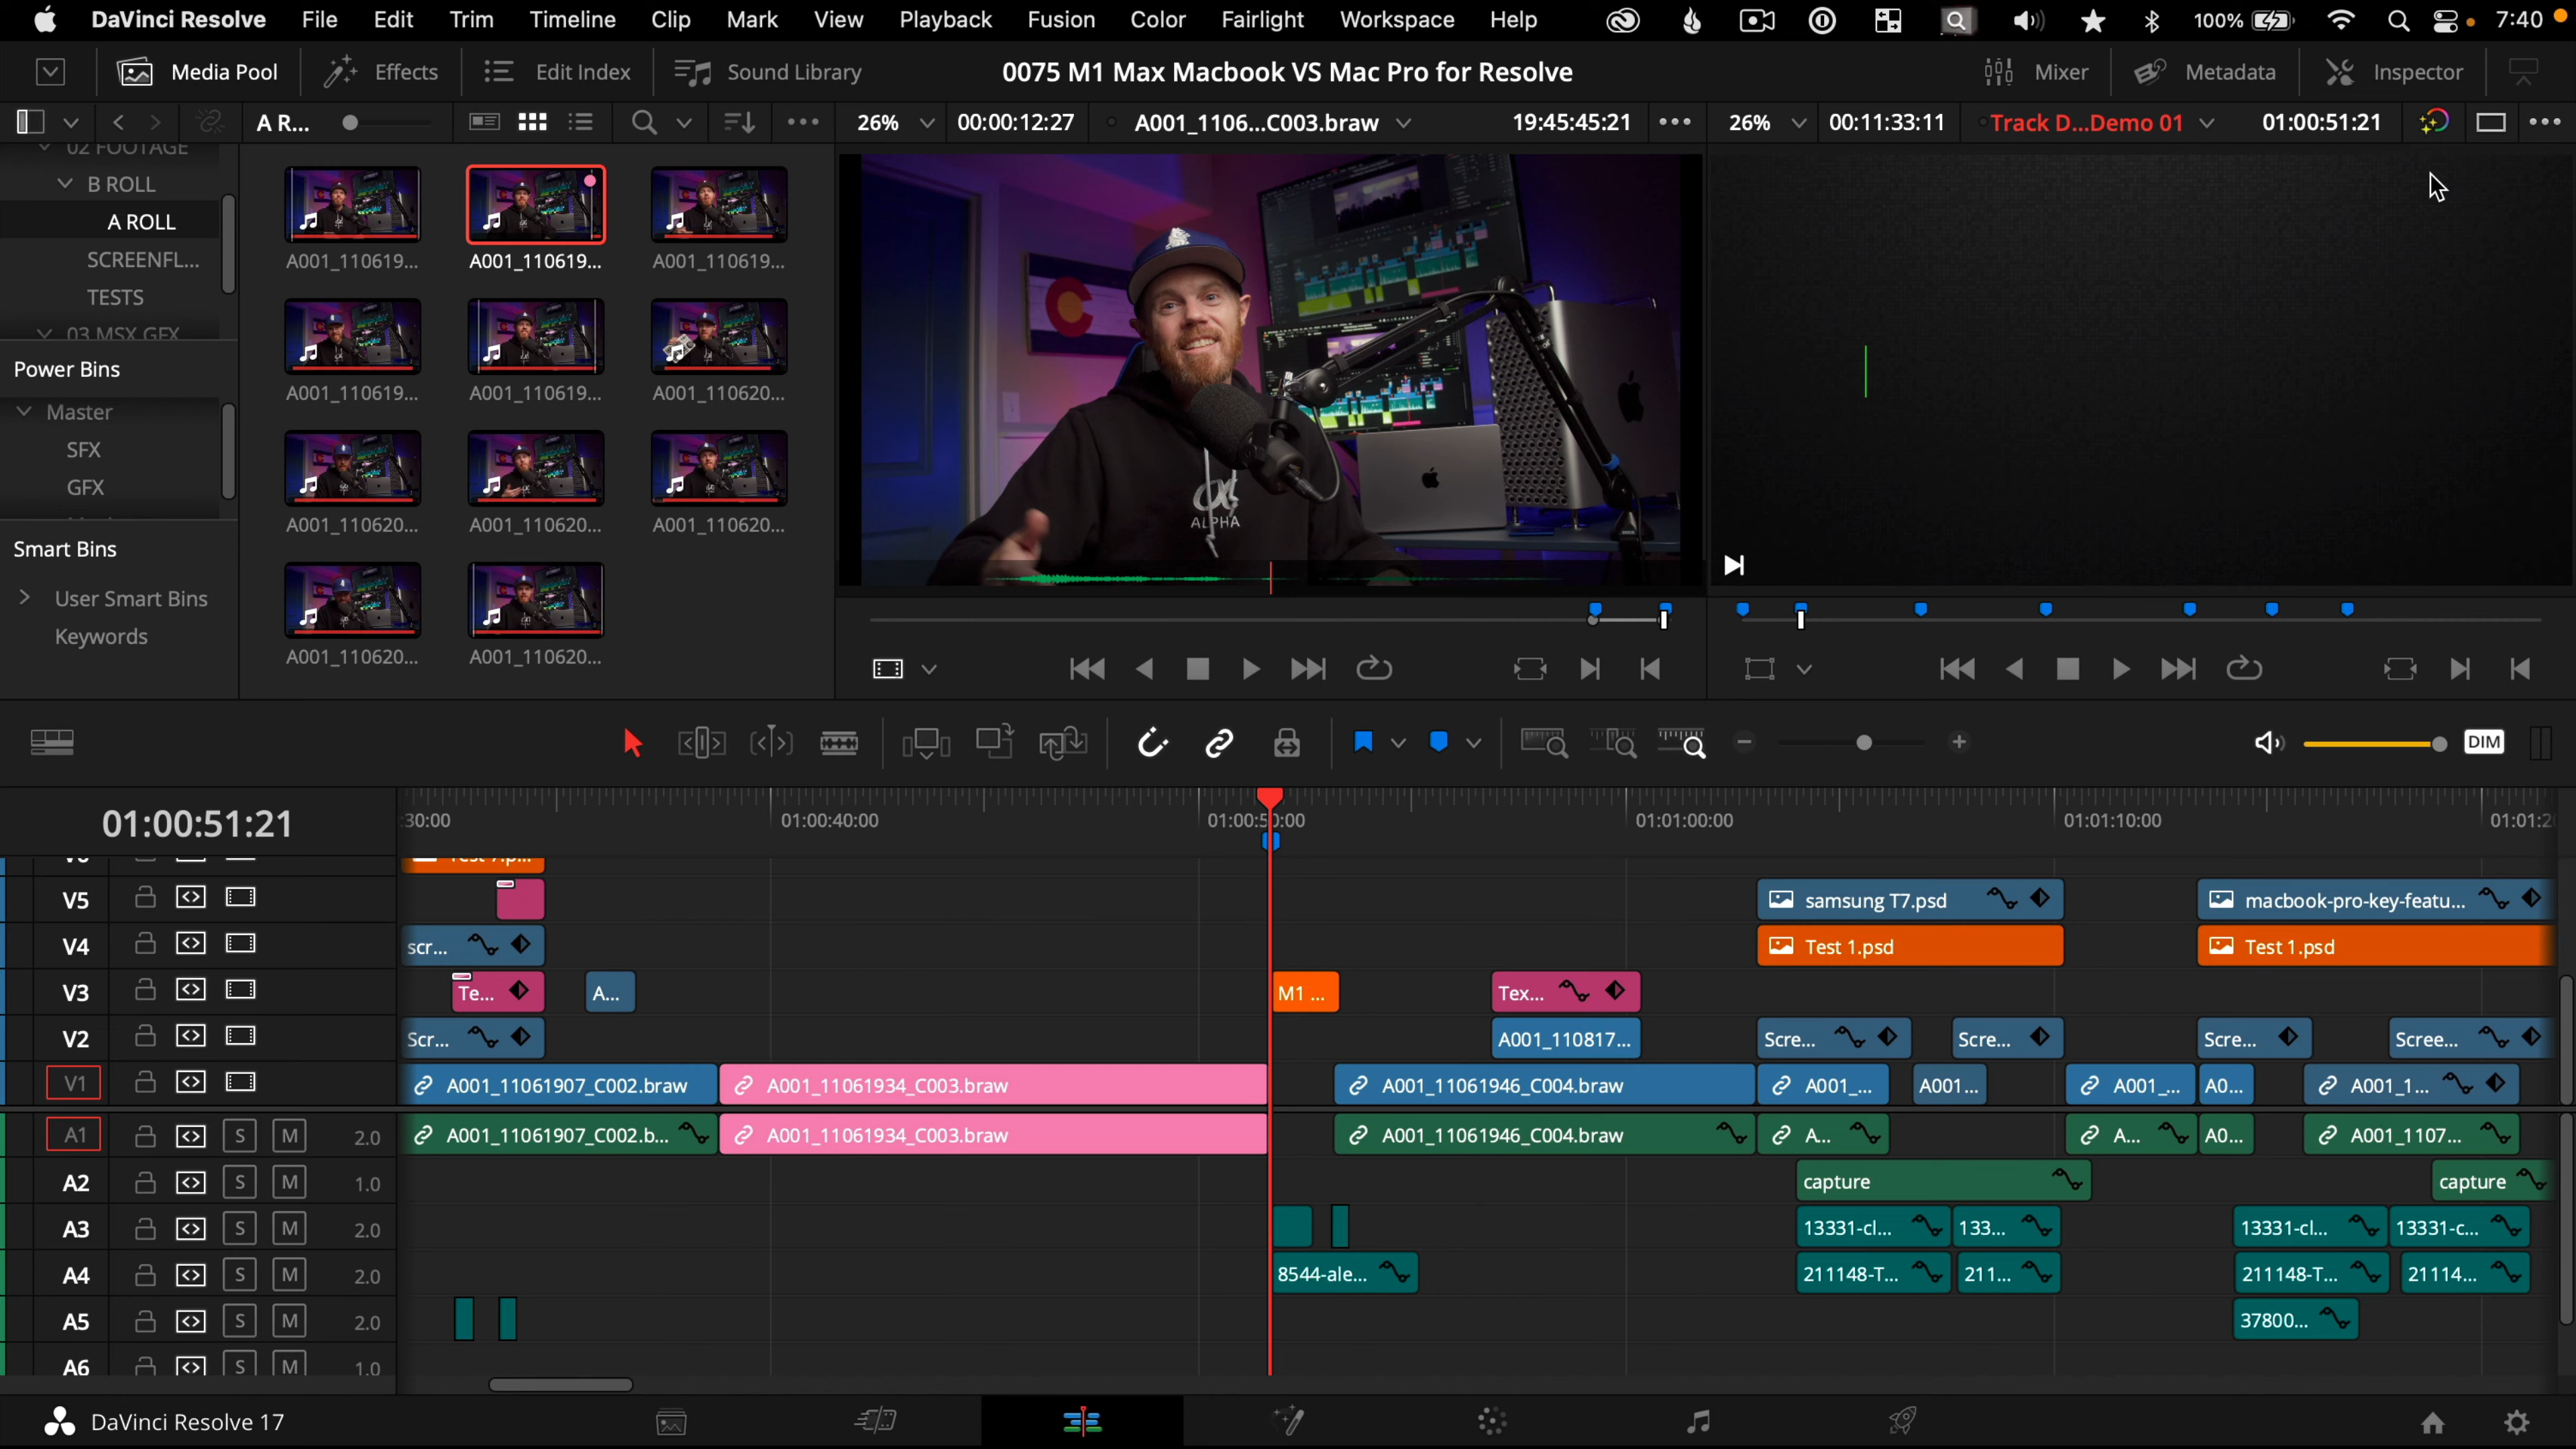 DaVinci Resolve File Edit Trim Timeline Clip Mark View Playback Fusion Color Fairlight Workspace Help 100% 7:40
Media Pool Effects Edit Index Sound Library 0075 M1 Max Macbook VS Mac Pro for Resolve Mixer Metadata Inspector
A R... 26% 00:00:12:27 A001_1106...C003.braw 19:45:45:21 26% 00:11:33:11 Track D...Demo 01 01:00:51:21
02 FOOTAGE
B ROLL
A ROLL
SCREENFL...
TESTS
03 MSX GFX
Power Bins
Master
SFX
GFX
Smart Bins
User Smart Bins
Keywords
A001_110619... A001_110619... A001_110619...
A001_110619... A001_110619... A001_110620...
A001_110620... A001_110620... A001_110620...
A001_110620... A001_110620...
ALPHA
DIM
01:00:51:21
:30:00 01:00:40:00 01:00:50:00 01:01:00:00 01:01:10:00 01:01:2
V5 samsung T7.psd macbook-pro-key-featu...
V4 scr... Test 1.psd Test 1.psd
V3 Te... A... M1 ... Tex...
V2 Scr... A001_110817... Scre... Scre... Scre... Scree...
V1 A001_11061907_C002.braw A001_11061934_C003.braw A001_11061946_C004.braw A001_... A001... A001_... A0... A001_1...
A1 S M 2.0 A001_11061907_C002.b... A001_11061934_C003.braw A001_11061946_C004.braw A... A... A0... A001_1107...
A2 S M 1.0 capture capture
A3 S M 2.0 13331-cl... 133... 13331-cl... 13331-c...
A4 S M 2.0 8544-ale... 211148-T... 211... 211148-T... 21114...
A5 S M 2.0 37800...
A6 S M 1.0
DaVinci Resolve 17